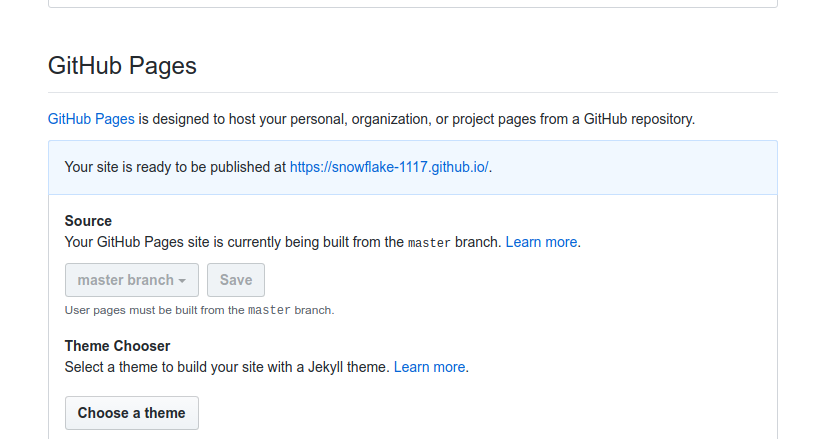 GitHub Pages
GitHub Pages is designed to host your personal, organization, or project pages from a GitHub repository.
Your site is ready to be published at https://snowflake-1117.github.io/.
Source
Your GitHub Pages site is currently being built from the master branch. Learn more.
master branch Save
User pages must be built from the master branch.
Theme Chooser
Select a theme to build your site with a Jekyll theme. Learn more.
Choose a theme